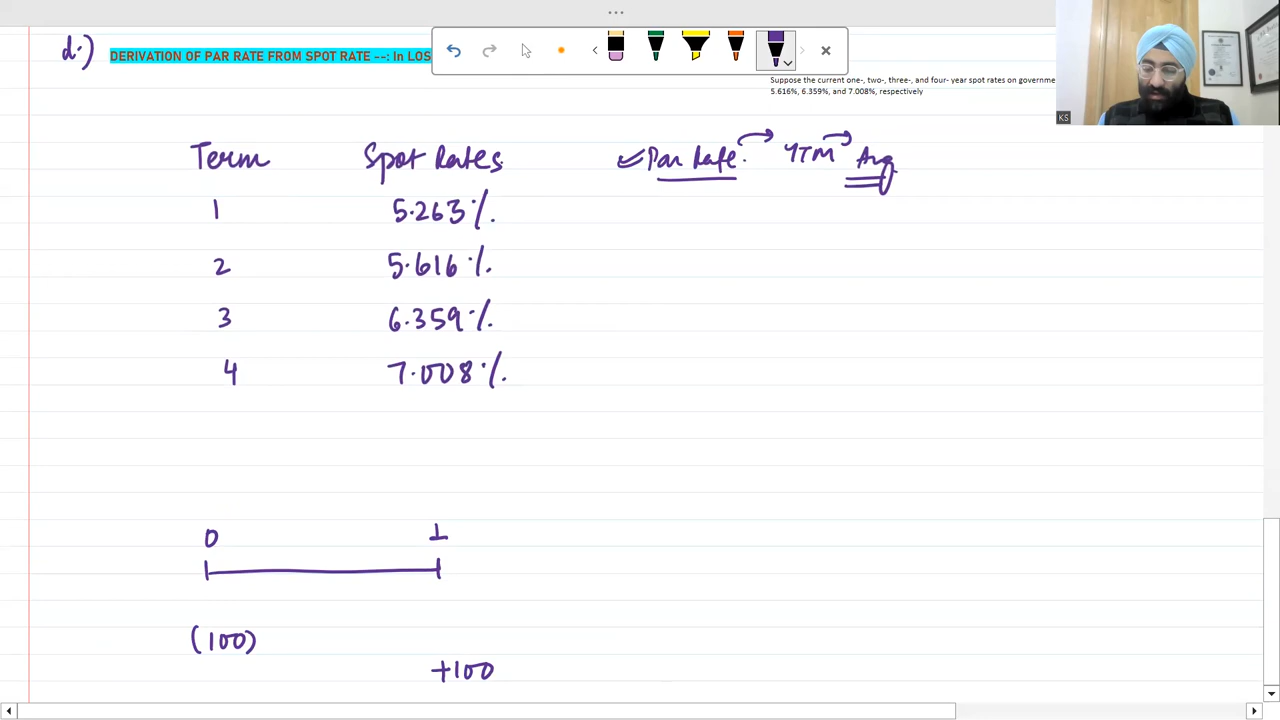 d.) DERIVATION OF PAR RATE FROM SPOT RATE --: In LOS
Suppose the current one-, two-, three-, and four- year spot rates on governme
5.616%, 6.359%, and 7.008%, respectively
KS
Term Spot Rates Par Rate. YTM Avg
1 5.263%
2 5.616%
3 6.359%
4 7.008%
0 1
(100)
+100